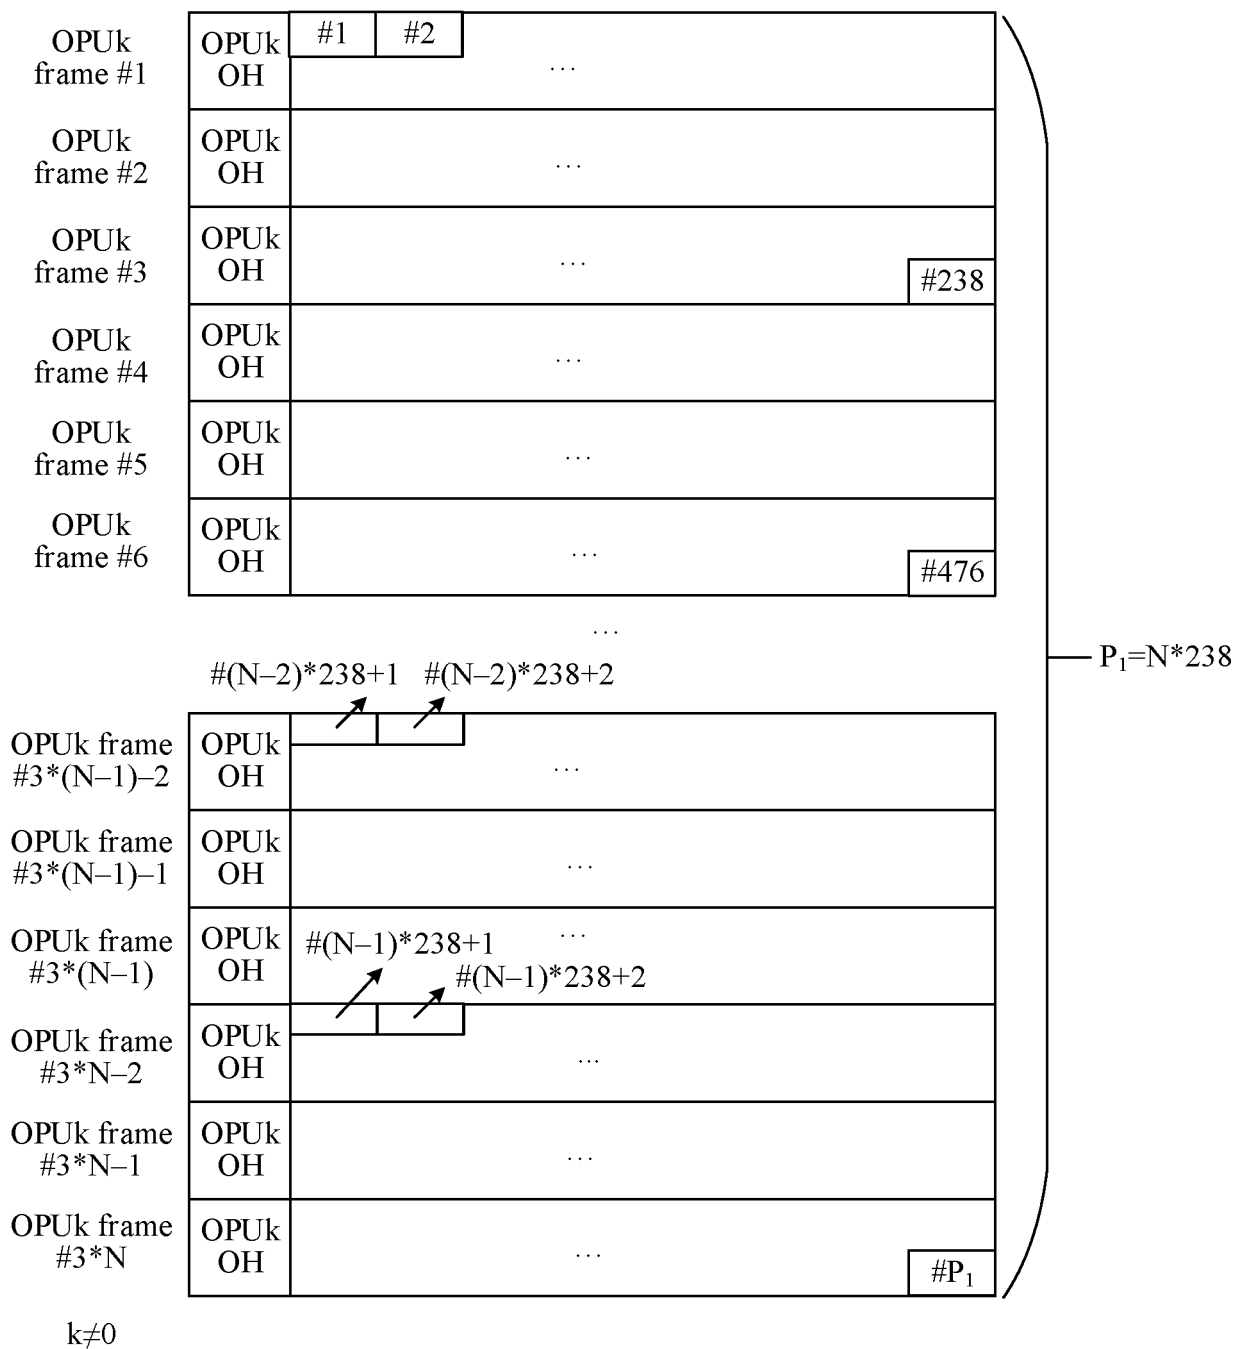 OPUk
frame #1
OPUk
OH
#1
#2
...
OPUk
frame #2
OPUk
OH
...
OPUk
frame #3
OPUk
OH
...
#238
OPUk
frame #4
OPUk
OH
...
OPUk
frame #5
OPUk
OH
...
OPUk
frame #6
OPUk
OH
...
#476
...
P₁=N*238
#(N–2)*238+1
#(N–2)*238+2
OPUk frame
#3*(N–1)–2
OPUk
OH
...
OPUk frame
#3*(N–1)–1
OPUk
OH
...
OPUk frame
#3*(N–1)
OPUk
OH
...
#(N–1)*238+1
#(N–1)*238+2
OPUk frame
#3*N–2
OPUk
OH
...
OPUk frame
#3*N–1
OPUk
OH
...
OPUk frame
#3*N
OPUk
OH
...
#P₁
k≠0